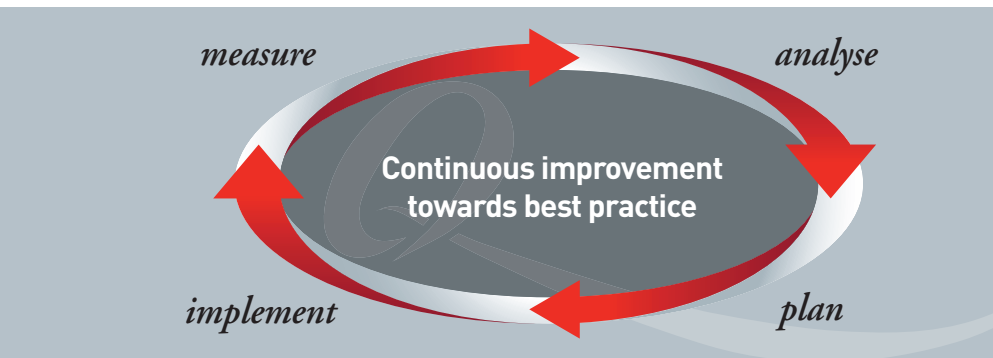 measure
analyse
Continuous improvement
towards best practice
implement
plan